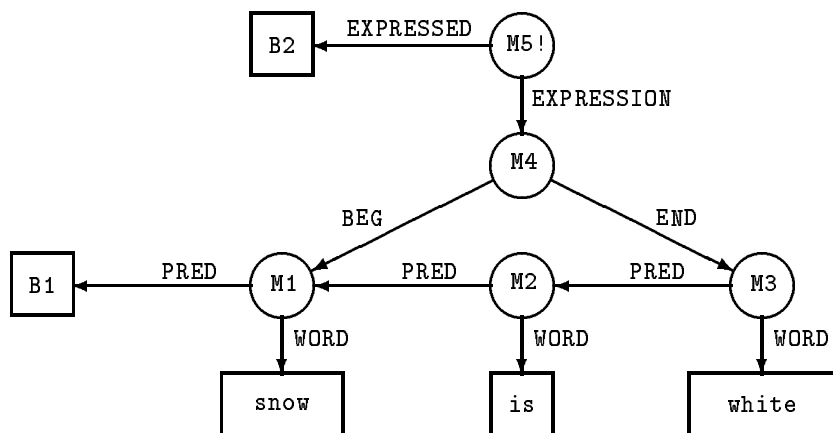 B2 EXPRESSED M5!
EXPRESSION
M4
BEG END
B1 PRED M1 PRED M2 PRED M3
WORD WORD WORD
snow is white